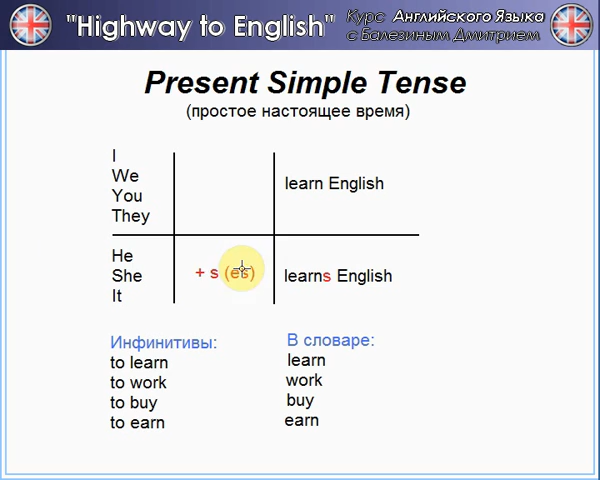 "Highway to English"
Курс Английского Языка
с Балезиным Дмитрием
Present Simple Tense
(простое настоящее время)
I
We
You
They
learn English
He
She
It
+ s (es)
learns English
Инфинитивы:
to learn
to work
to buy
to earn
В словаре:
learn
work
buy
earn